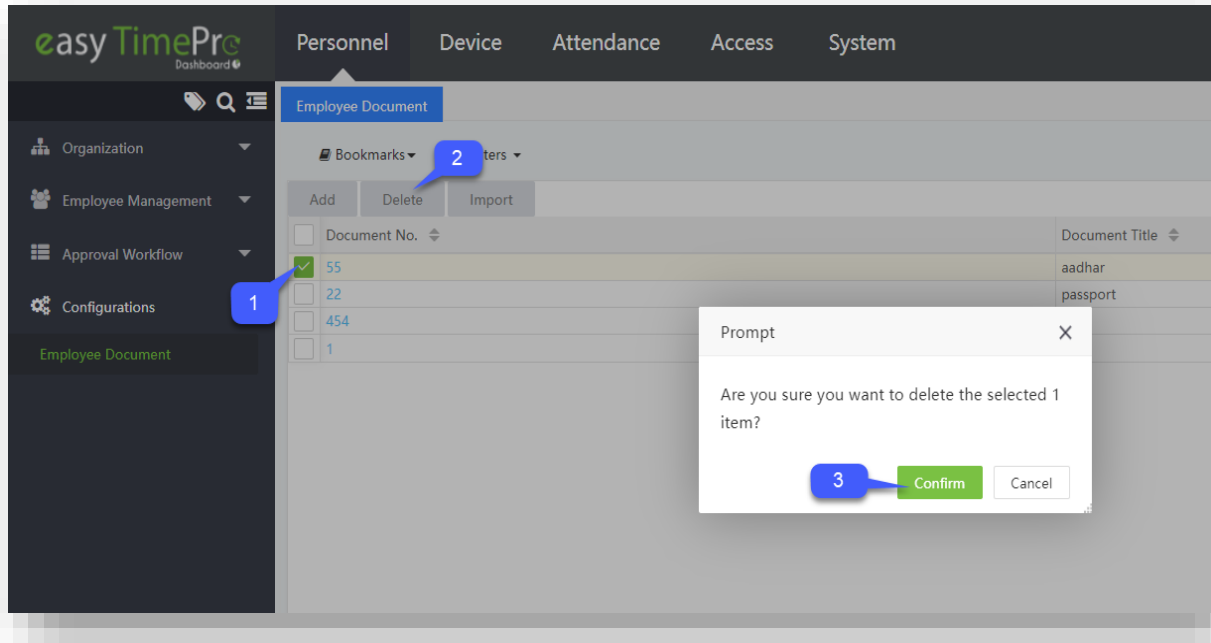 easy TimePro
Dashboard
Personnel Device Attendance Access System
Employee Document
Organization
Employee Management
Approval Workflow
Configurations
Employee Document
Bookmarks 2 ters
Add Delete Import
Document No. Document Title
55 aadhar
22 passport
454
1
1
Prompt
Are you sure you want to delete the selected 1
item?
3 Confirm Cancel